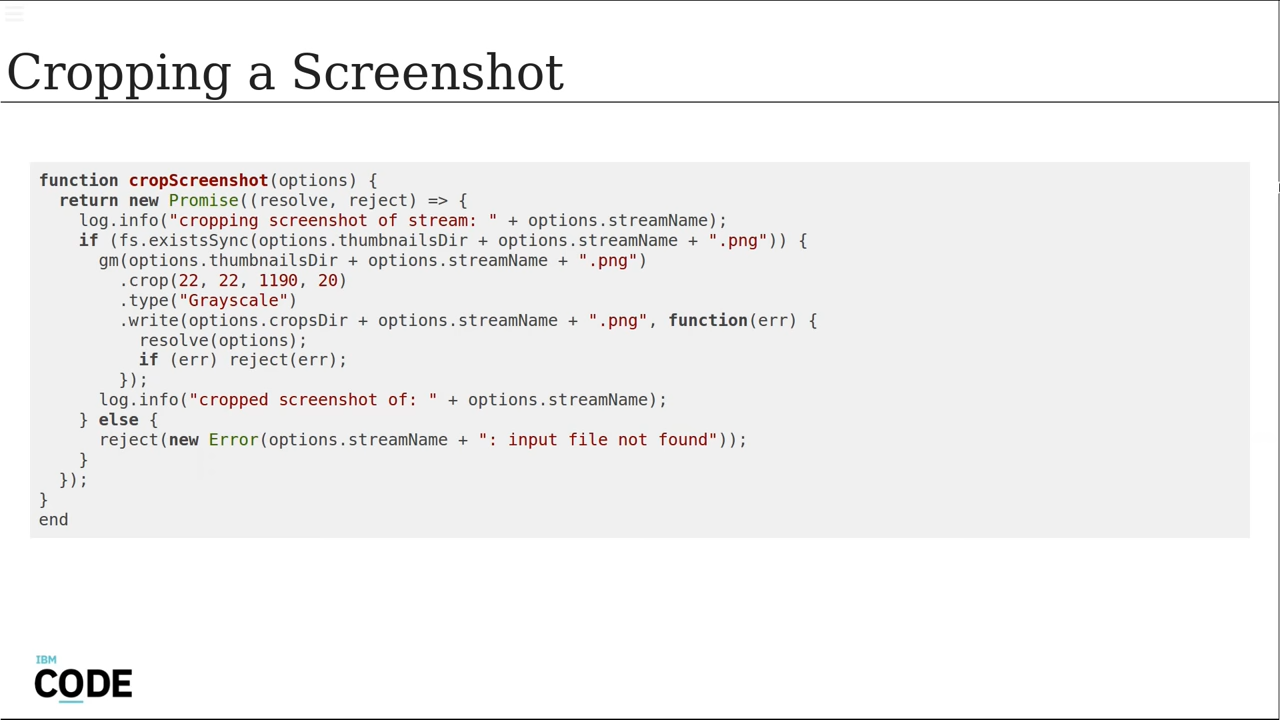 Cropping a Screenshot
function cropScreenshot(options) {
  return new Promise((resolve, reject) => {
    log.info("cropping screenshot of stream: " + options.streamName);
    if (fs.existsSync(options.thumbnailsDir + options.streamName + ".png")) {
      gm(options.thumbnailsDir + options.streamName + ".png")
        .crop(22, 22, 1190, 20)
        .type("Grayscale")
        .write(options.cropsDir + options.streamName + ".png", function(err) {
          resolve(options);
          if (err) reject(err);
        });
      log.info("cropped screenshot of: " + options.streamName);
    } else {
      reject(new Error(options.streamName + ": input file not found"));
    }
  });
}
end
IBM
CODE